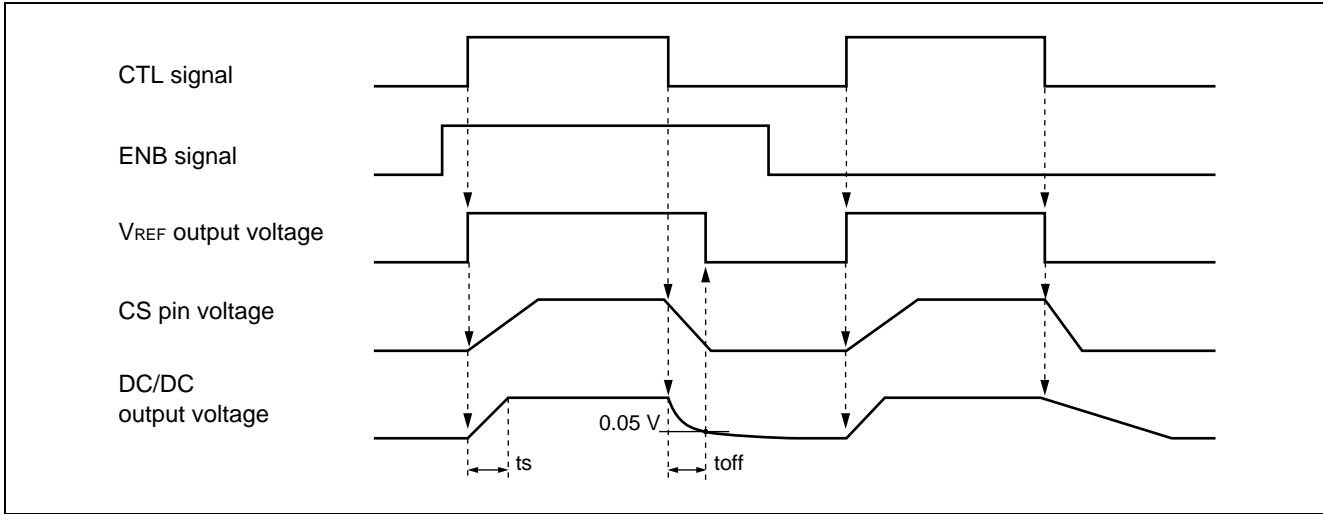 CTL signal
ENB signal
VREF output voltage
CS pin voltage
DC/DC
output voltage
0.05 V
ts
toff